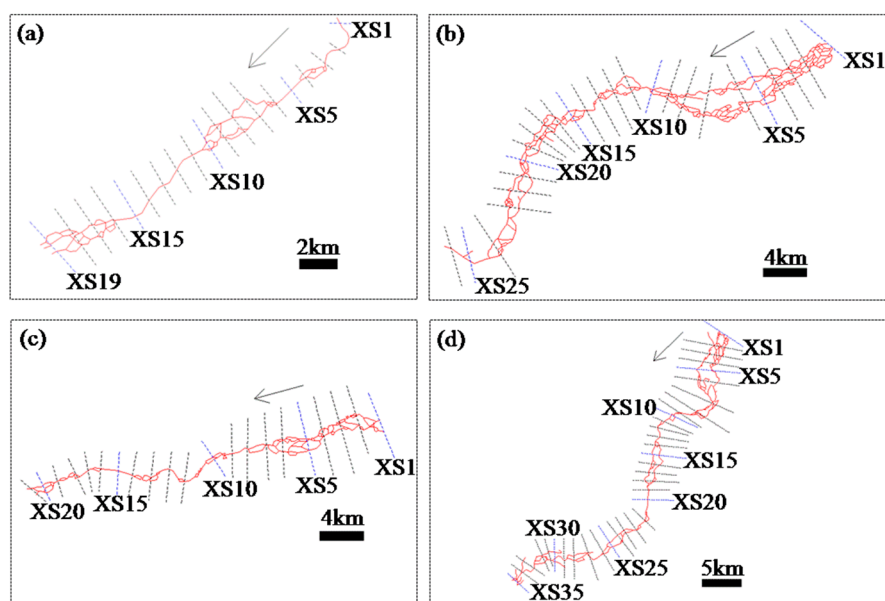 (a)
XS1
XS5
XS10
XS15
XS19
2km
(b)
XS1
XS5
XS10
XS15
XS20
XS25
4km
(c)
XS1
XS5
XS10
XS15
XS20
4km
(d)
XS1
XS5
XS10
XS15
XS20
XS30
XS25
XS35
5km